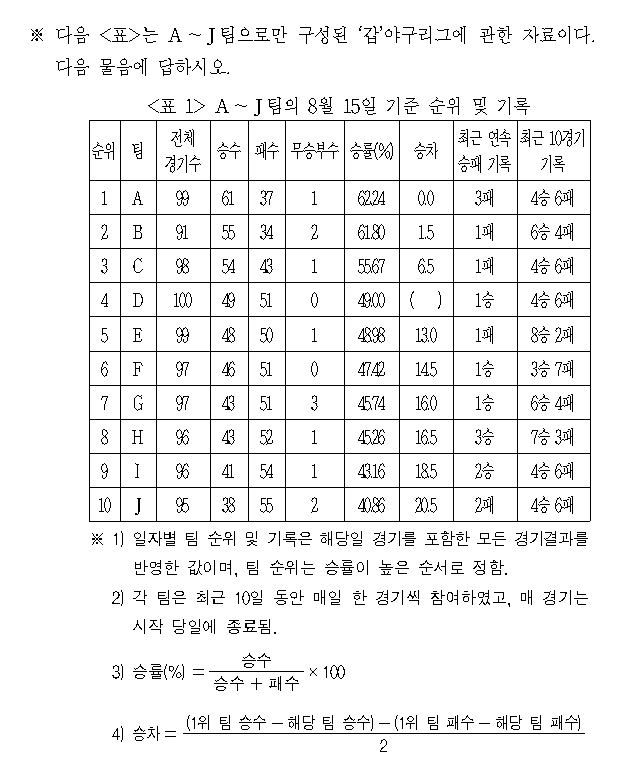 ※ 다음 <표>는 A ~ J팀으로만 구성된 ‘갑’야구리그에 관한 자료이다.
다음 물음에 답하시오.
<표 1> A ~ J팀의 8월 15일 기준 순위 및 기록
순위 팀 전체 경기수 승수 패수 무승부수 승률(%) 승차 최근 연속 승패 기록 최근 10경기 기록
1 A 99 61 37 1 62.24 0.0 3패 4승 6패
2 B 91 55 34 2 61.80 1.5 1패 6승 4패
3 C 98 54 43 1 55.67 6.5 1패 4승 6패
4 D 100 49 51 0 49.00 ( ) 1승 4승 6패
5 E 99 48 50 1 48.98 13.0 1패 8승 2패
6 F 97 46 51 0 47.42 14.5 1승 3승 7패
7 G 97 43 51 3 45.74 16.0 1승 6승 4패
8 H 96 43 52 1 45.26 16.5 3승 7승 3패
9 I 96 41 54 1 43.16 18.5 2승 4승 6패
10 J 95 38 55 2 40.86 20.5 2패 4승 6패
※ 1) 일자별 팀 순위 및 기록은 해당일 경기를 포함한 모든 경기결과를
반영한 값이며, 팀 순위는 승률이 높은 순서로 정함.
2) 각 팀은 최근 10일 동안 매일 한 경기씩 참여하였고, 매 경기는
시작 당일에 종료됨.
3) 승률(%) = 승수 / 승수 + 패수 × 100
4) 승차 = (1위 팀 승수 − 해당 팀 승수) − (1위 팀 패수 − 해당 팀 패수) / 2